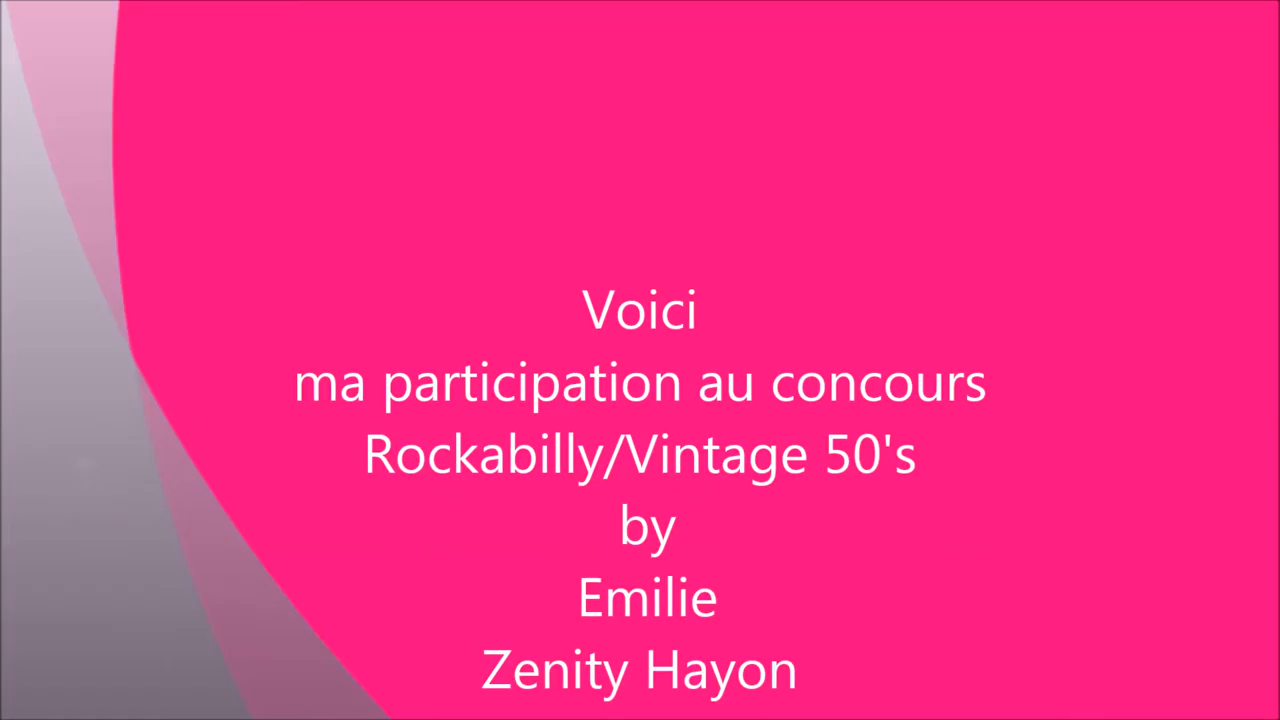 Voici
ma participation au concours
Rockabilly/Vintage 50's
by
Emilie
Zenity Hayon